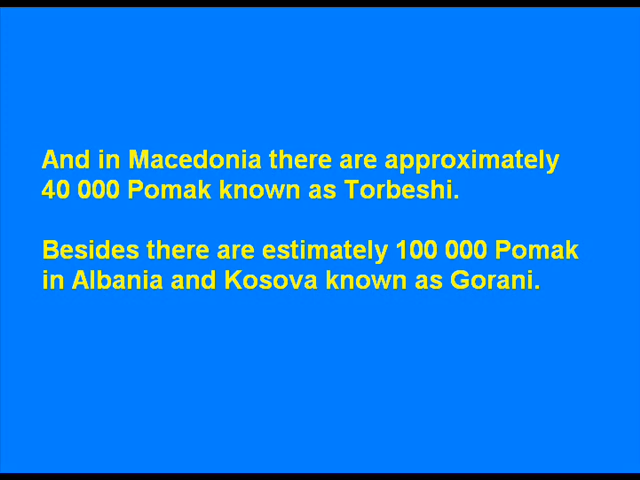 And in Macedonia there are approximately
40 000 Pomak known as Torbeshi.
Besides there are estimately 100 000 Pomak
in Albania and Kosova known as Gorani.